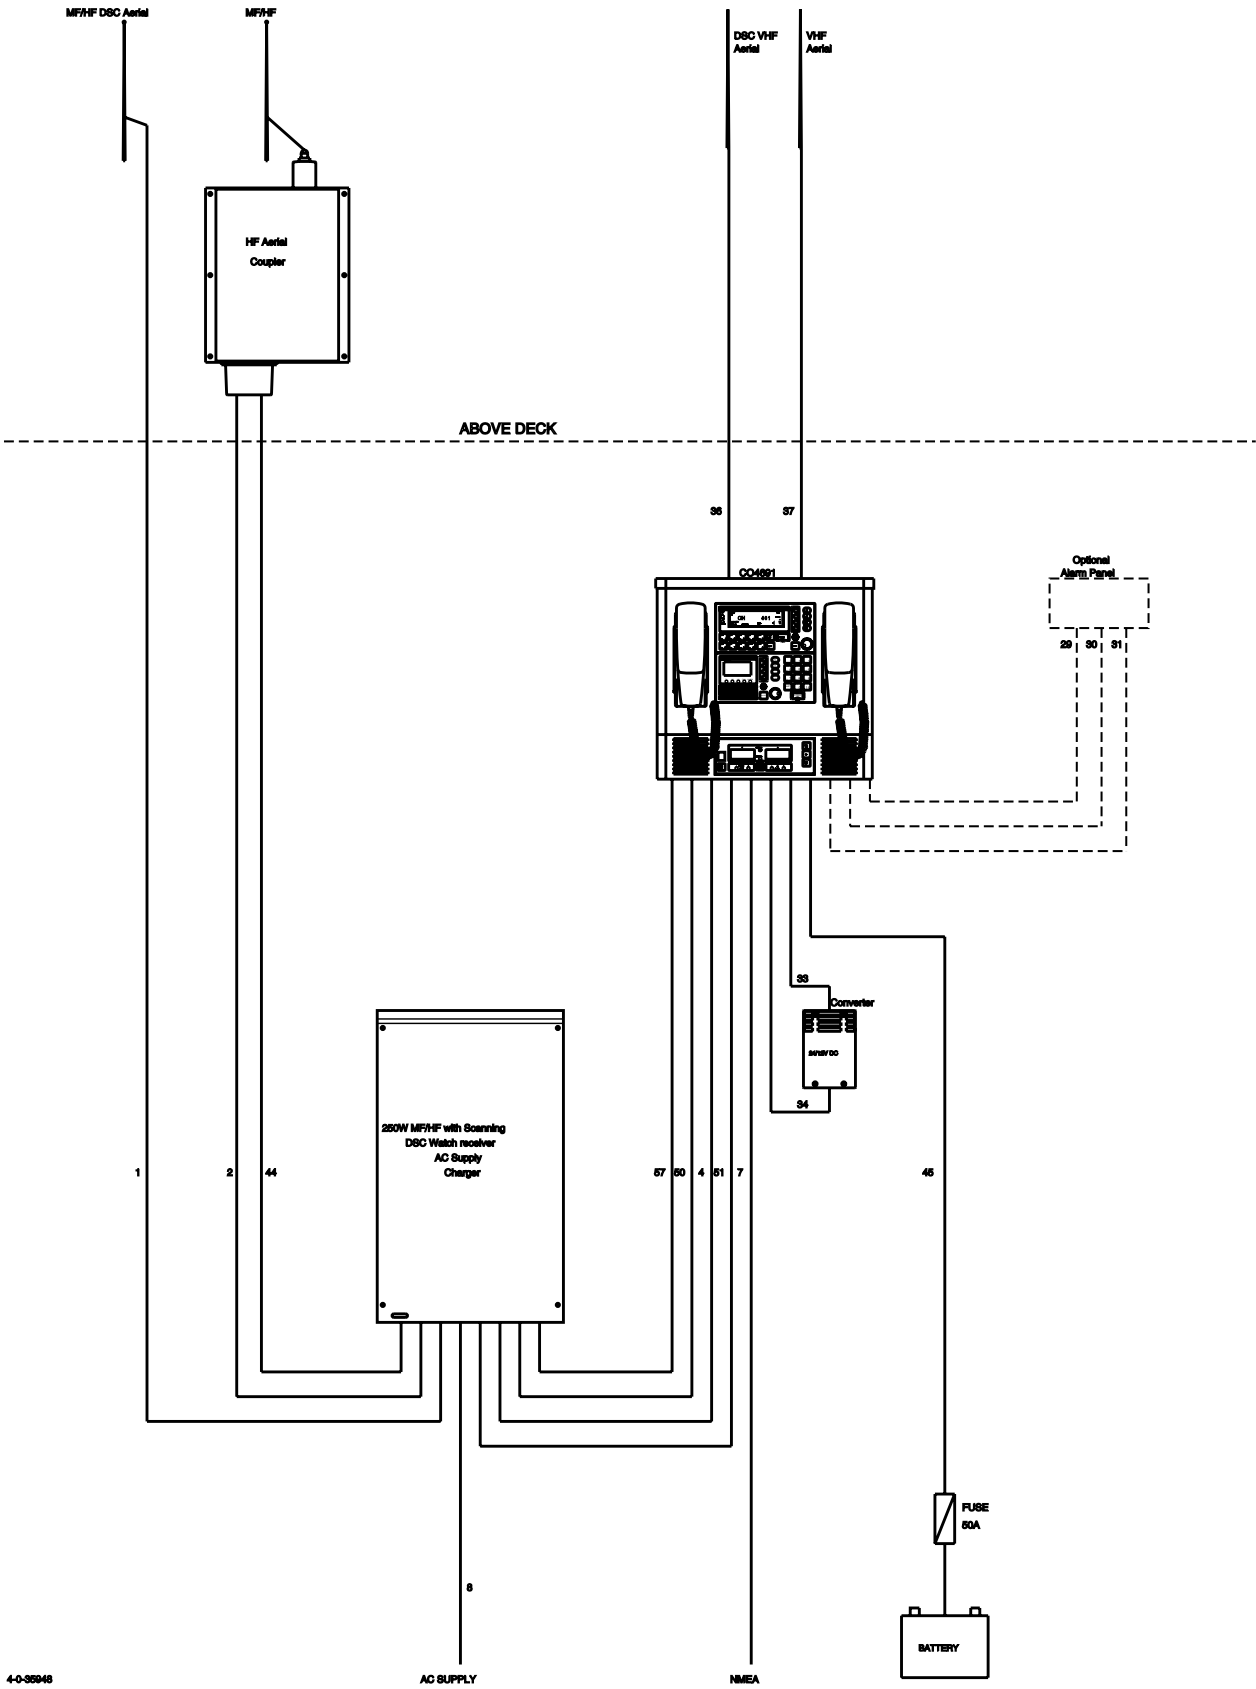 MF/HF DSC Aerial
MF/HF
DSC VHF
Aerial
VHF
Aerial
HF Aerial
Coupler
ABOVE DECK
36
37
CO4691
Optional
Alarm Panel
29
30
31
33
Converter
34
250W MF/HF with Scanning
DSC Watch receiver
AC Supply
Charger
1
2
44
57
50
4
51
7
45
FUSE
50A
8
BATTERY
4-0-35948
AC SUPPLY
NMEA